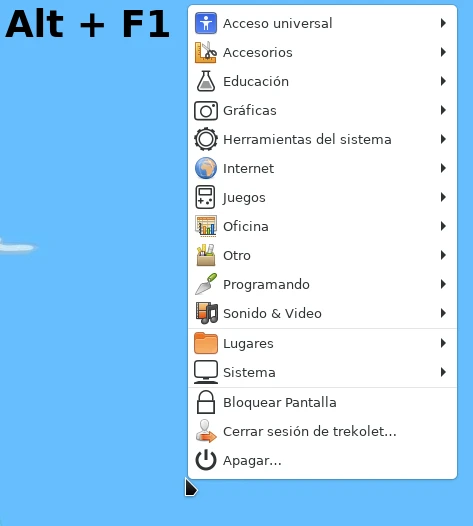 Alt + F1
Acceso universal
Accesorios
Educación
Gráficas
Herramientas del sistema
Internet
Juegos
Oficina
Otro
Programando
Sonido & Video
Lugares
Sistema
Bloquear Pantalla
Cerrar sesión de trekolet...
Apagar...